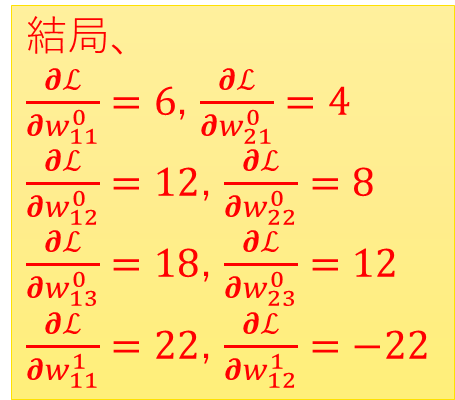 結局、
∂ℒ/∂w⁰₁₁ = 6, ∂ℒ/∂w⁰₂₁ = 4
∂ℒ/∂w⁰₁₂ = 12, ∂ℒ/∂w⁰₂₂ = 8
∂ℒ/∂w⁰₁₃ = 18, ∂ℒ/∂w⁰₂₃ = 12
∂ℒ/∂w¹₁₁ = 22, ∂ℒ/∂w¹₁₂ = −22